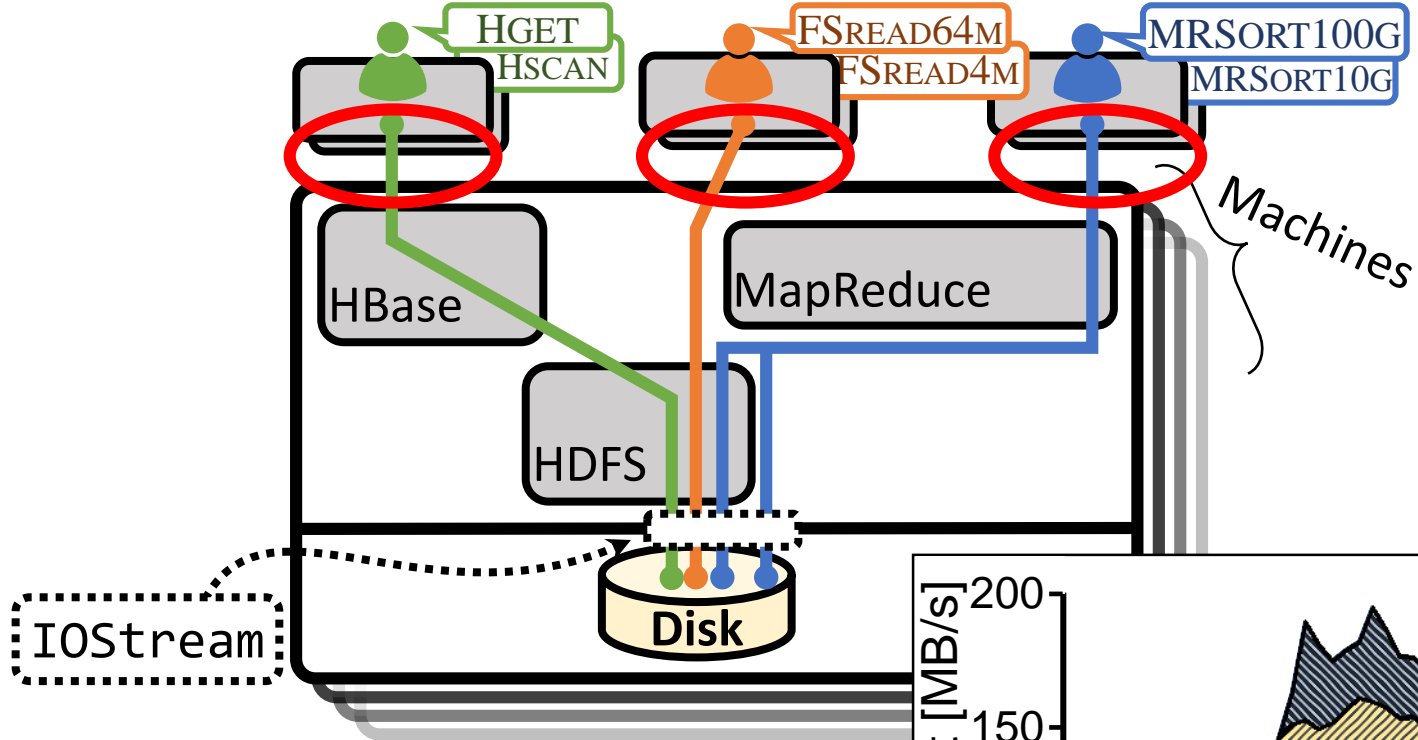 HGET
HSCAN
FSREAD64M
FSREAD4M
MRSORT100G
MRSORT10G
Machines
HBase
MapReduce
HDFS
IOStream
Disk
200
150
[MB/s]